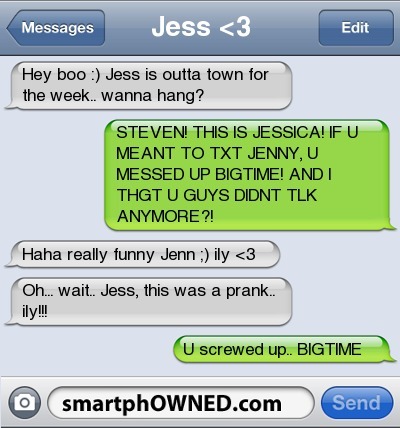 Messages
Jess <3
Edit
Hey boo :) Jess is outta town for
the week.. wanna hang?
STEVEN! THIS IS JESSICA! IF U
MEANT TO TXT JENNY, U
MESSED UP BIGTIME! AND I
THGT U GUYS DIDNT TLK
ANYMORE?!
Haha really funny Jenn ;) ily <3
Oh... wait.. Jess, this was a prank..
ily!!!
U screwed up.. BIGTIME
smartphOWNED.com
Send